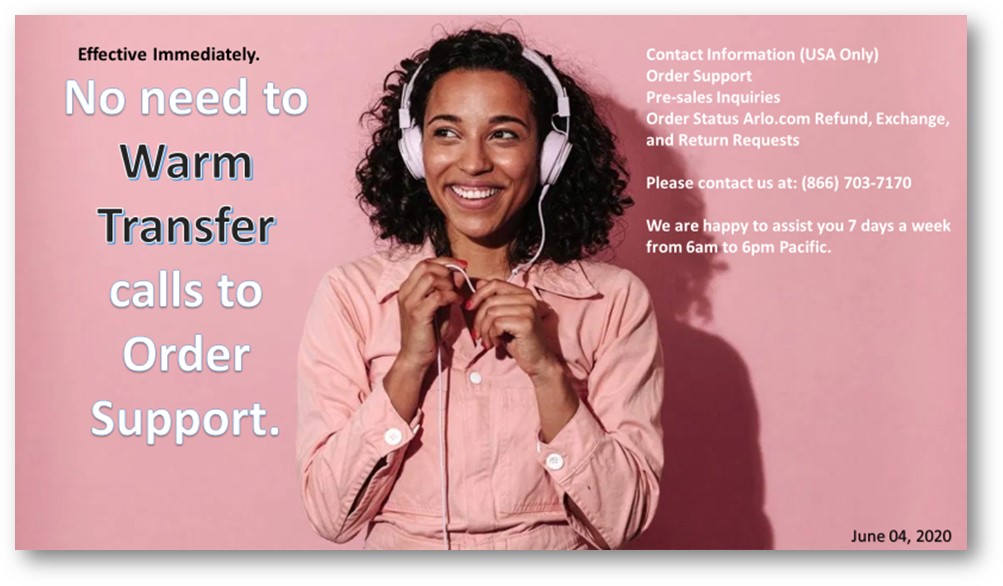 Effective Immediately.
No need to
Warm
Transfer
calls to
Order
Support.
Contact Information (USA Only)
Order Support
Pre-sales Inquiries
Order Status Arlo.com Refund, Exchange,
and Return Requests
Please contact us at: (866) 703-7170
We are happy to assist you 7 days a week
from 6am to 6pm Pacific.
June 04, 2020